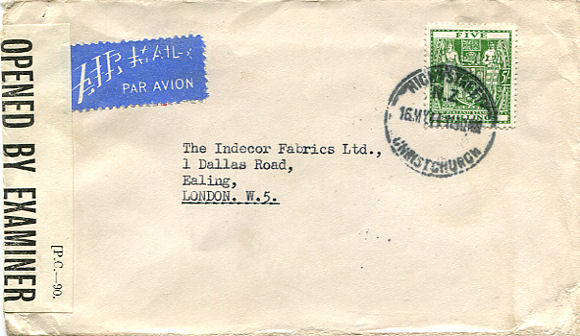 OPENED BY EXAMINER
[P.C.—90.
AIR MAIL
PAR AVION
FIVE
N.Z.
CHRISTCHURCH
The Indecor Fabrics Ltd.,
1 Dallas Road,
Ealing,
LONDON. W.5.